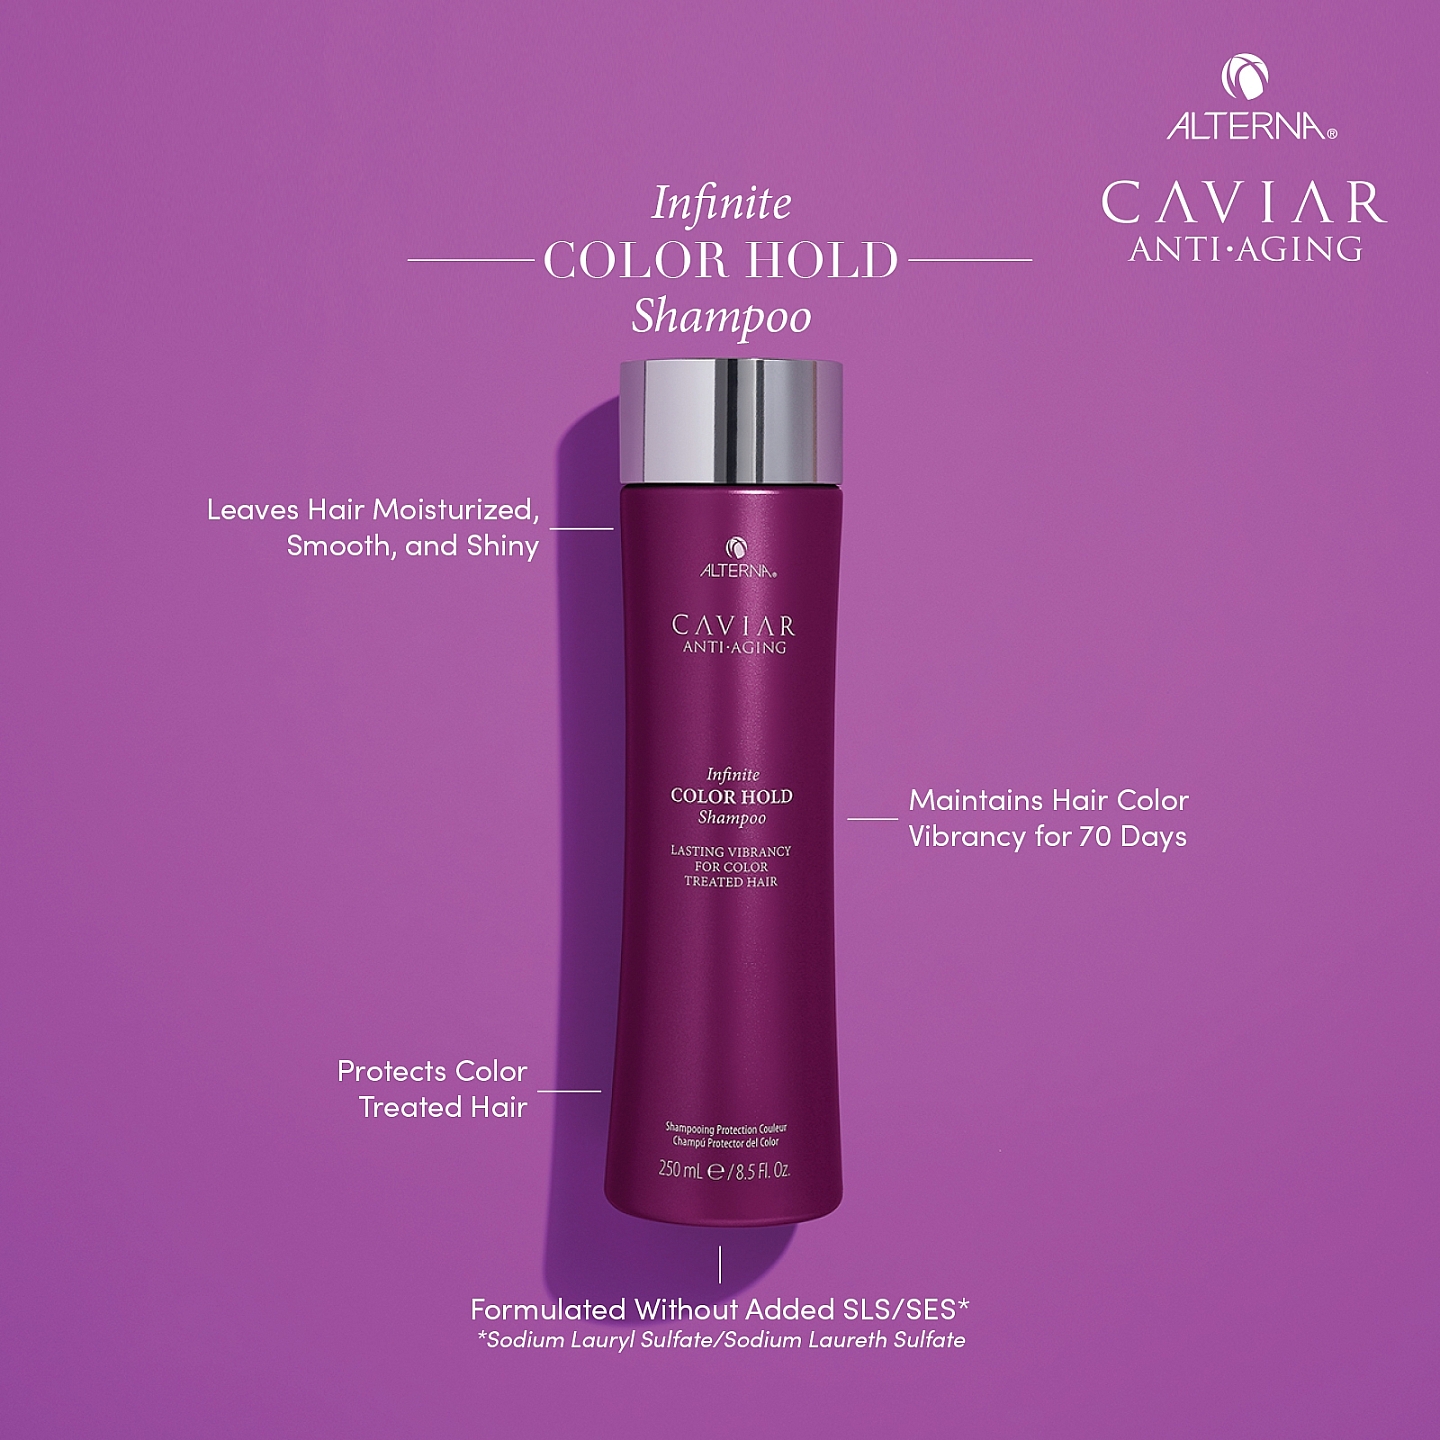 ALTERNA®
CAVIAR
ANTI·AGING
Infinite
COLOR HOLD
Shampoo
Leaves Hair Moisturized,
Smooth, and Shiny
ALTERNA®
CAVIAR
ANTI·AGING
Infinite
COLOR HOLD
Shampoo
LASTING VIBRANCY
FOR COLOR
TREATED HAIR
Maintains Hair Color
Vibrancy for 70 Days
Protects Color
Treated Hair
Shampooing Protection Couleur
Champú Protector del Color
250 mL ℮ / 8.5 Fl. Oz.
Formulated Without Added SLS/SES*
*Sodium Lauryl Sulfate/Sodium Laureth Sulfate